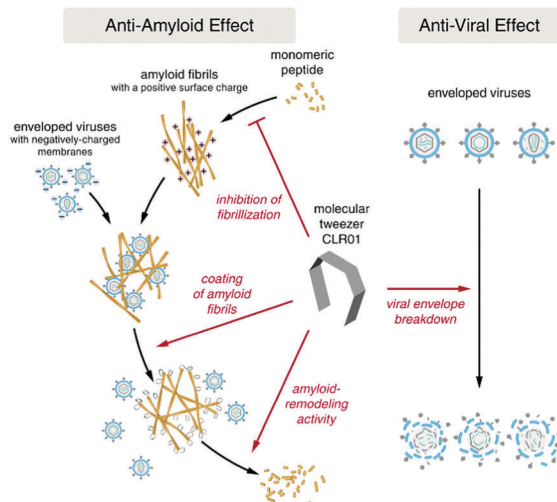 Anti-Amyloid Effect
Anti-Viral Effect
monomeric
peptide
amyloid fibrils
with a positive surface charge
enveloped viruses
enveloped viruses
with negatively-charged
membranes
inhibition of
fibrillization
molecular
tweezer
CLR01
coating
of amyloid
fibrils
viral envelope
breakdown
amyloid-
remodeling
activity